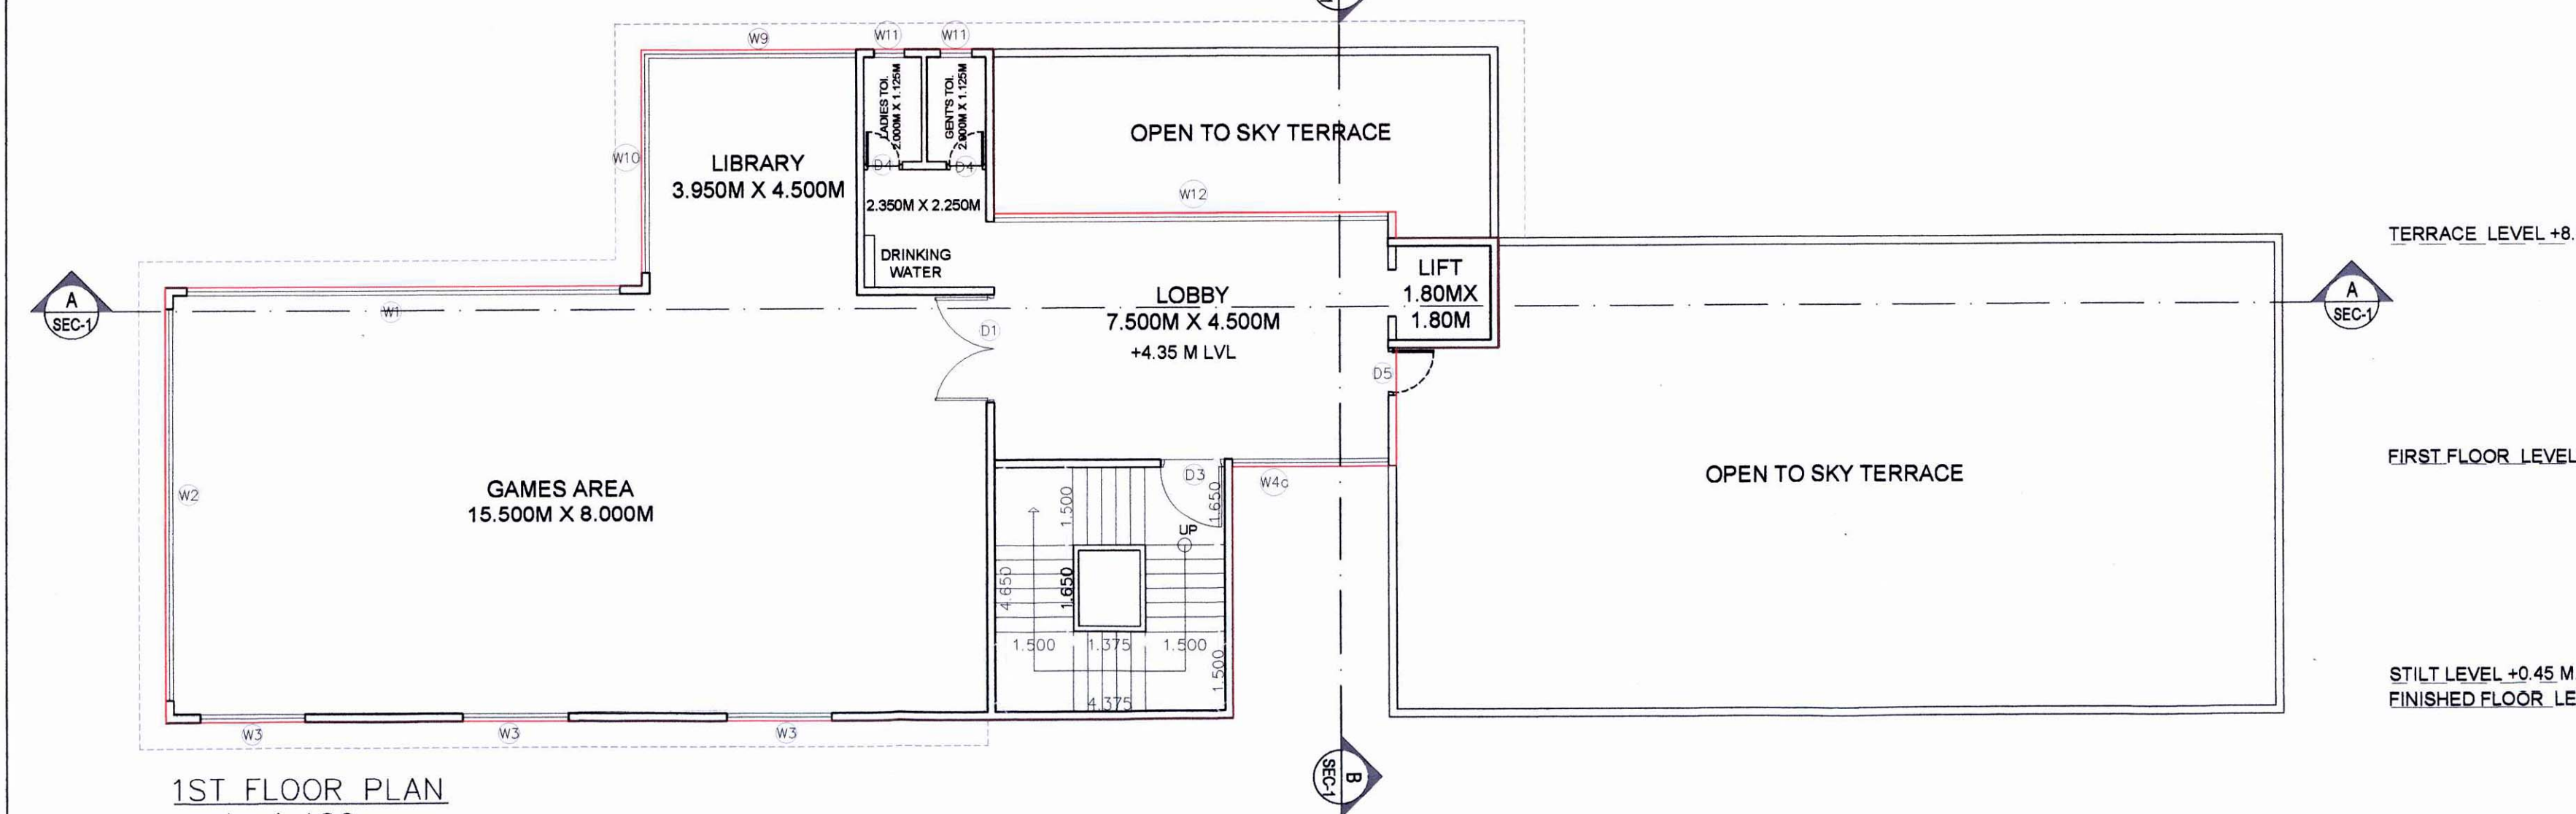 W9
W11
W11
LADIES TOI.
2.000M X 1.125M
GENT'S TOI.
2.900M X 1.125M
OPEN TO SKY TERRACE
W10
LIBRARY
3.950M X 4.500M
D4
D4
W12
2.350M X 2.250M
DRINKING
WATER
TERRACE LEVEL +8.
LIFT
1.80MX
1.80M
A
SEC-1
A
SEC-1
W1
D1
LOBBY
7.500M X 4.500M
+4.35 M LVL
D5
FIRST FLOOR LEVEL
OPEN TO SKY TERRACE
W2
GAMES AREA
15.500M X 8.000M
D3
W4a
1.500
1.650
UP
4.650
1.650
1.500
1.375
1.500
1.500
4.375
STILT LEVEL +0.45 M
FINISHED FLOOR LE
W3
W3
W3
B
SEC-1
1ST FLOOR PLAN